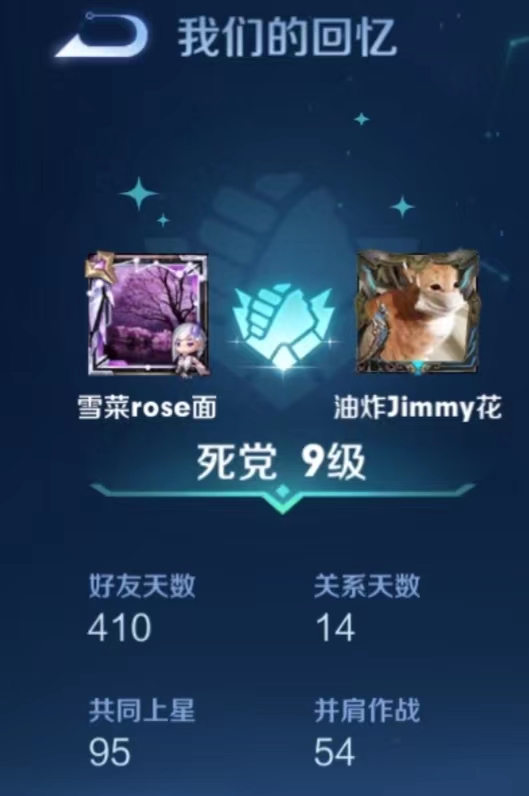 我们的回忆
雪菜rose面 油炸Jimmy花
死党 9级
好友天数 关系天数
410 14
共同上星 并肩作战
95 54